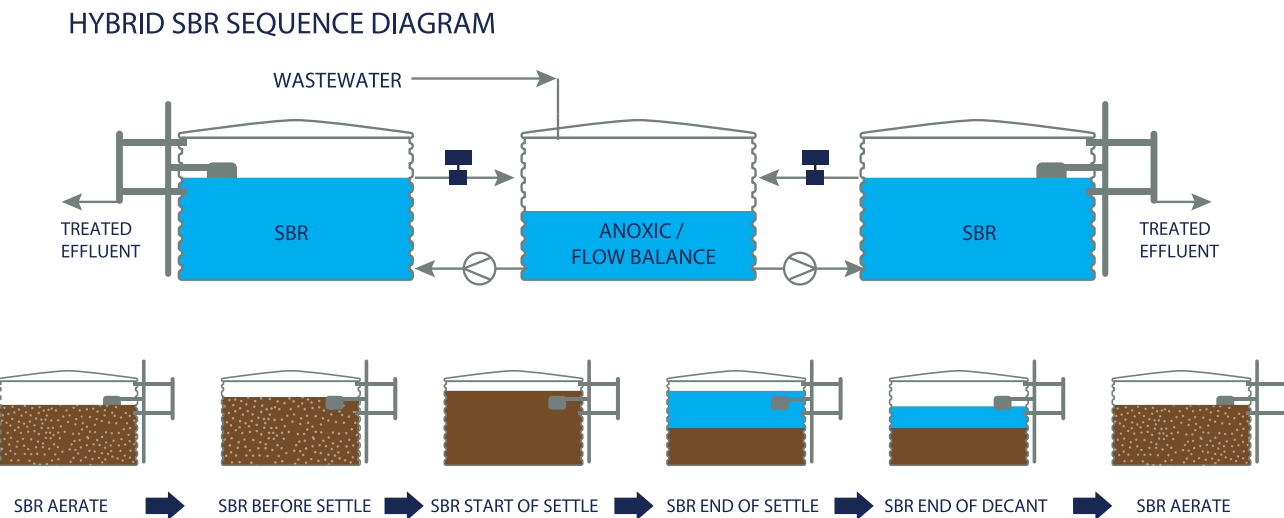 HYBRID SBR SEQUENCE DIAGRAM
WASTEWATER
TREATED
EFFLUENT
SBR
ANOXIC /
FLOW BALANCE
SBR
TREATED
EFFLUENT
SBR AERATE
SBR BEFORE SETTLE
SBR START OF SETTLE
SBR END OF SETTLE
SBR END OF DECANT
SBR AERATE